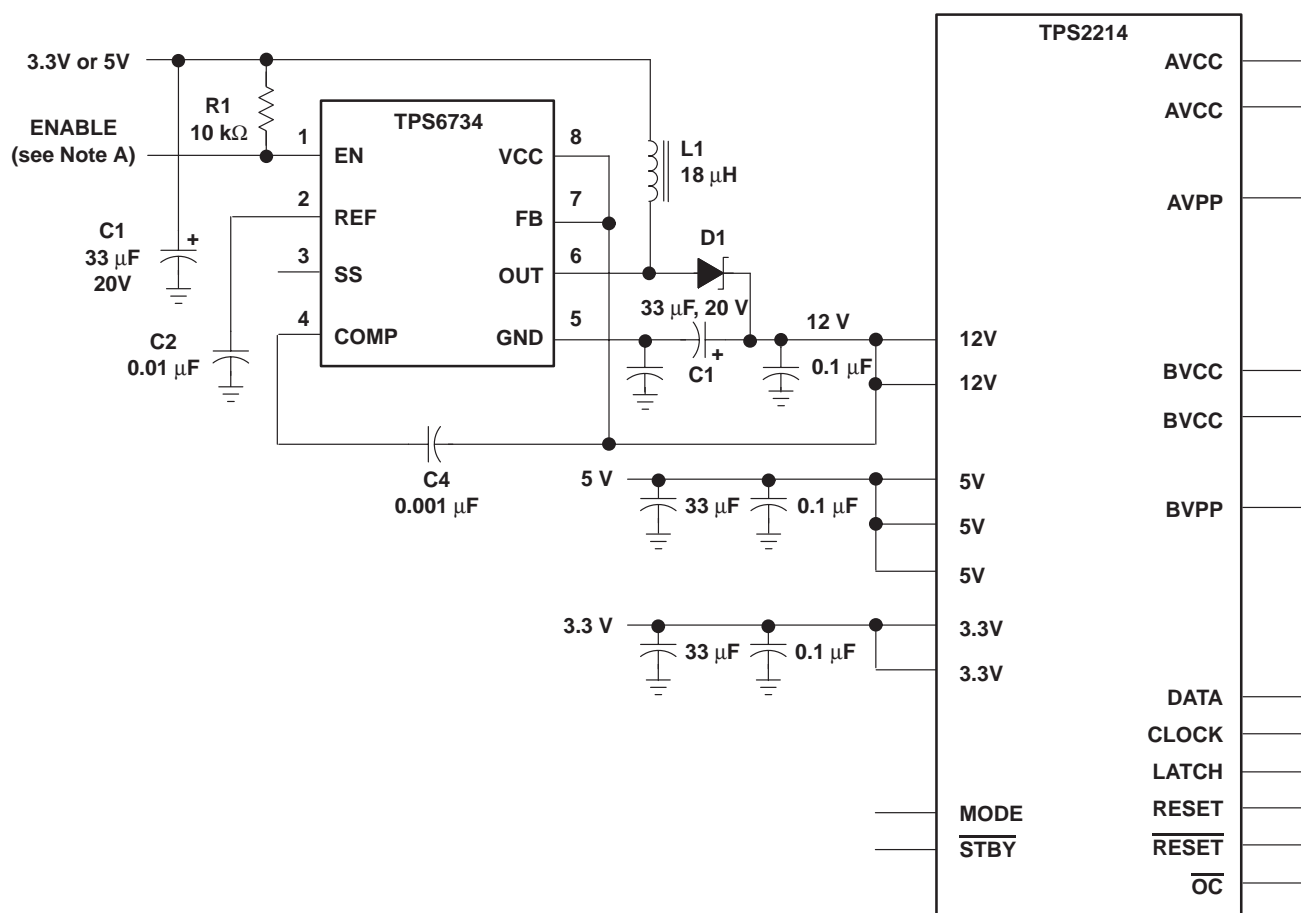 TPS2214
3.3V or 5V
AVCC
R1
10 kΩ
AVCC
TPS6734
ENABLE
(see Note A)
1
EN
8
VCC
L1
18 μH
2
REF
7
FB
AVPP
C1
33 μF
20V
+
3
SS
6
OUT
D1
33 μF, 20 V
4
COMP
5
GND
+
C1
12 V
0.1 μF
12V
12V
C2
0.01 μF
BVCC
BVCC
C4
0.001 μF
5 V
33 μF
0.1 μF
5V
5V
5V
BVPP
3.3 V
33 μF
0.1 μF
3.3V
3.3V
DATA
CLOCK
LATCH
MODE
RESET
STBY
RESET
OC